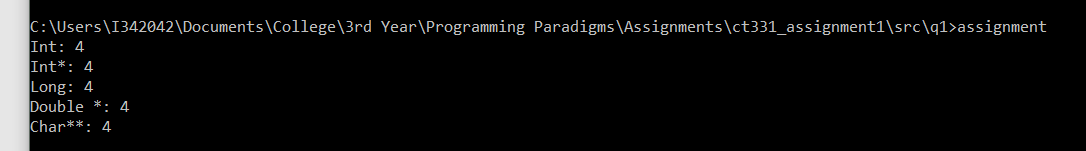 C:\Users\I342042\Documents\College\3rd Year\Programming Paradigms\Assignments\ct331_assignment1\src\q1>assignment
Int: 4
Int*: 4
Long: 4
Double *: 4
Char**: 4